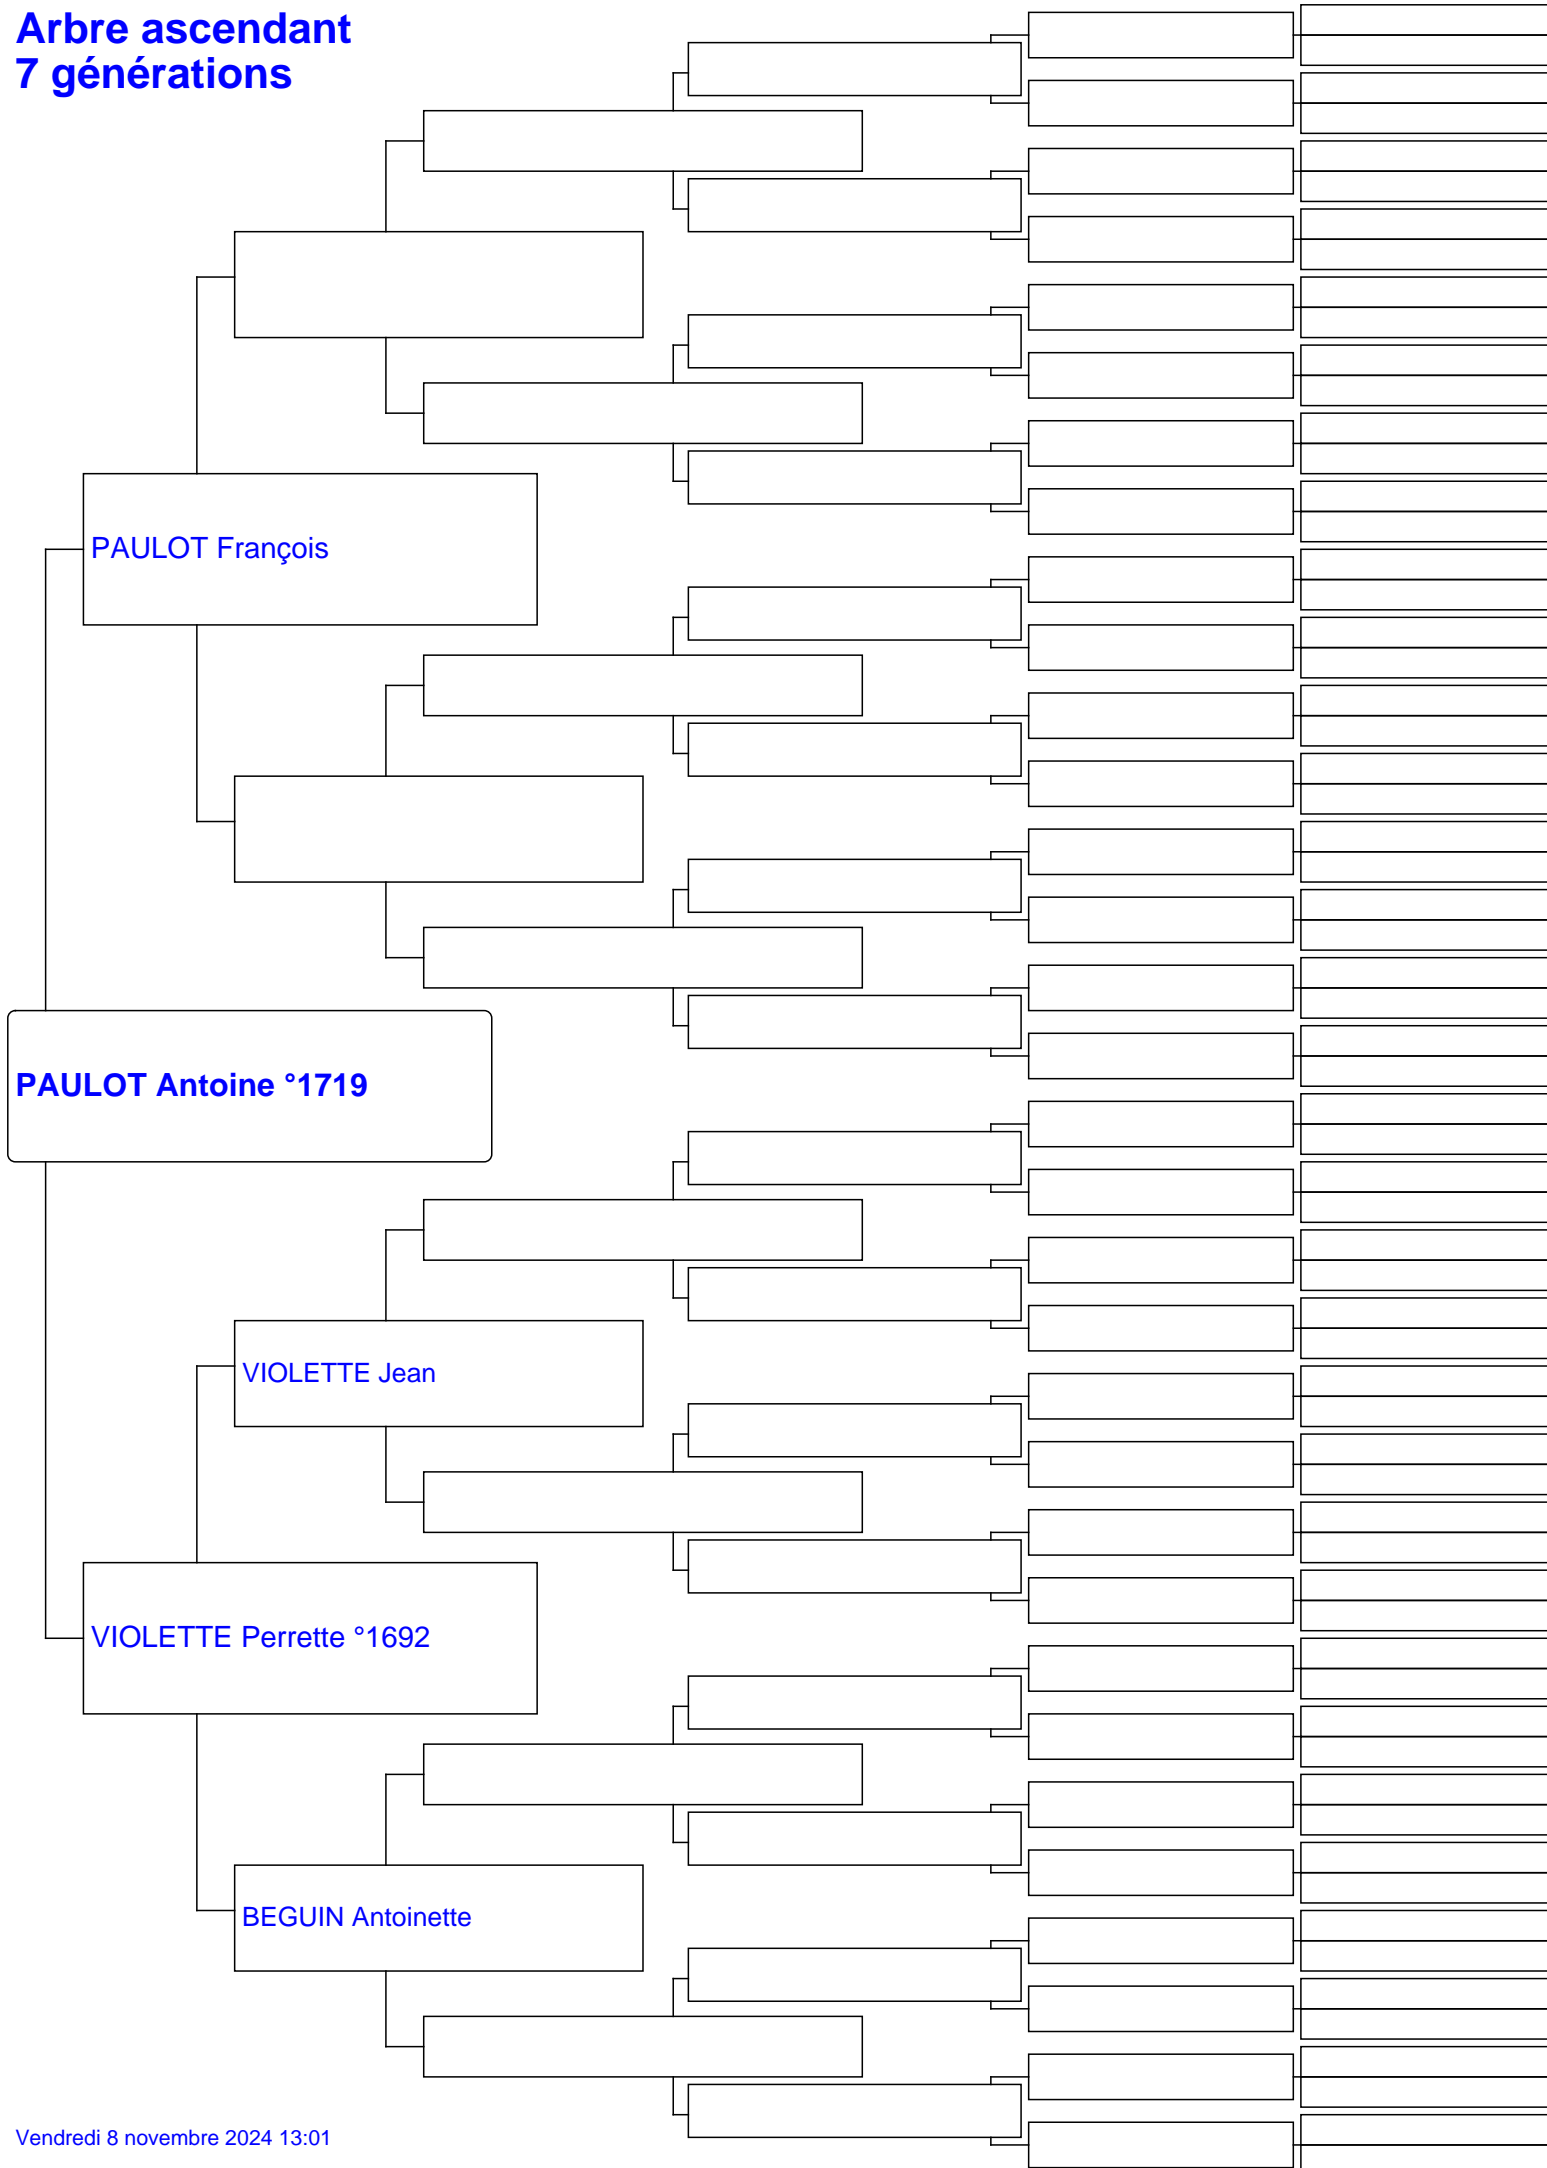 Arbre ascendant
7 générations
PAULOT François
PAULOT Antoine °1719
VIOLETTE Jean
VIOLETTE Perrette °1692
BEGUIN Antoinette
Vendredi 8 novembre 2024 13:01